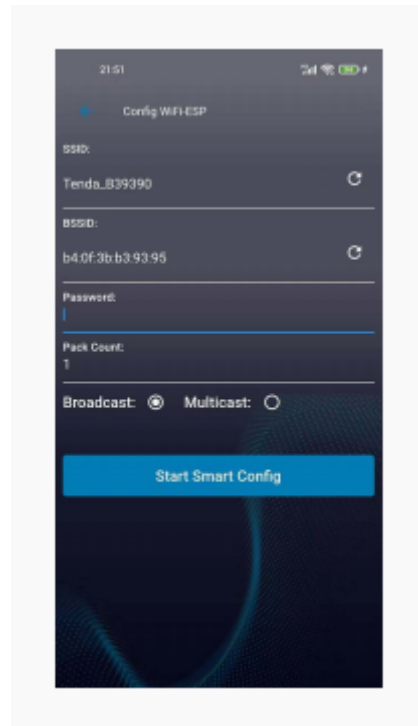 21:51
Config WiFi-ESP
SSID:
Tenda_B39390
BSSID:
b4:0f:3b:b3:93:95
Password:
Pack Count:
1
Broadcast: Multicast:
Start Smart Config